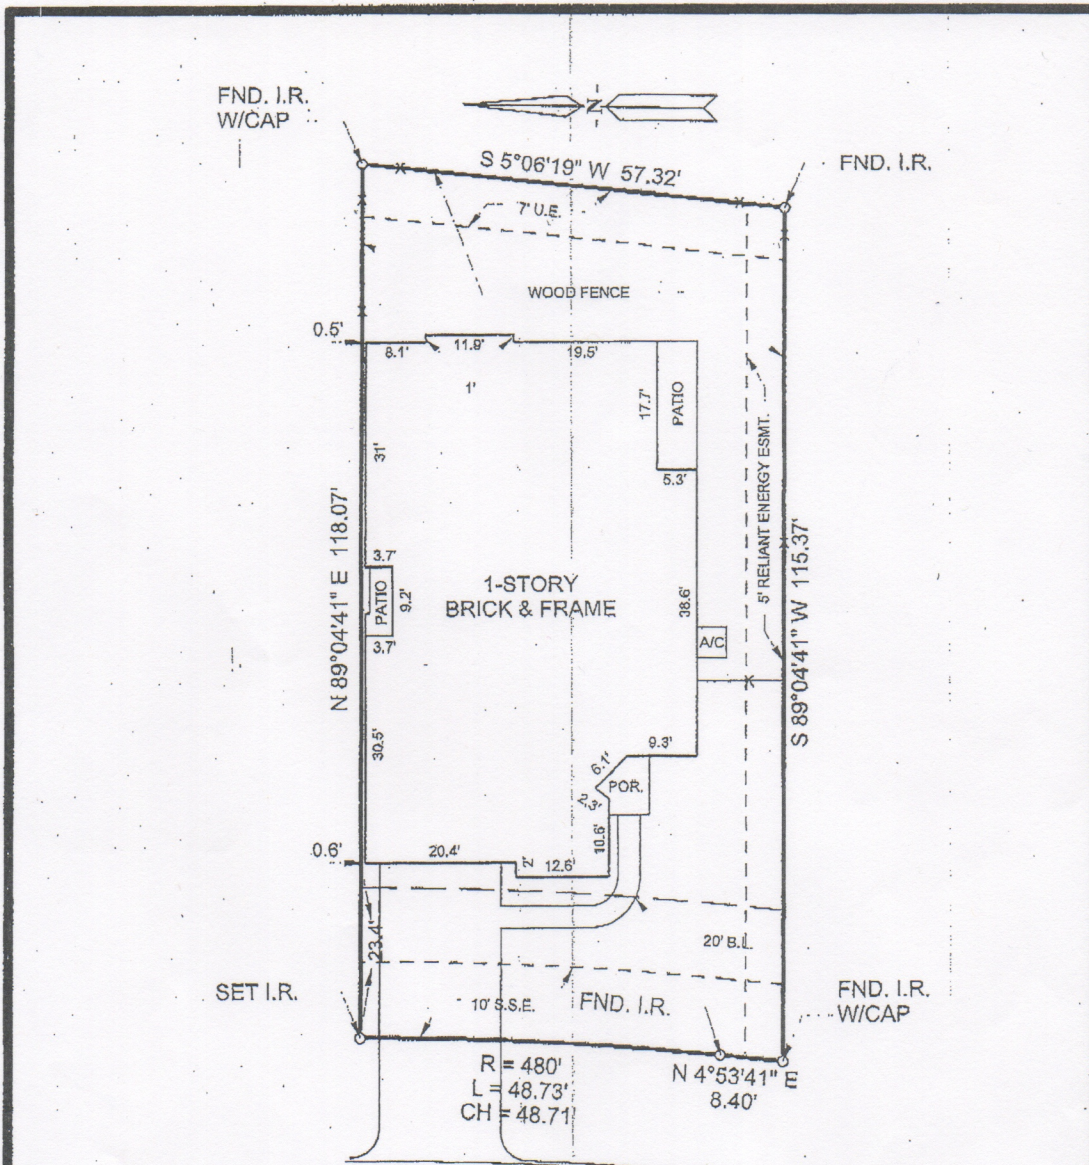 FND. I.R.
W/CAP
N
S 5°06'19" W 57.32'
FND. I.R.
7' U.E.
WOOD FENCE
0.5'
8.1'
11.9'
19.5'
1'
17.7'
PATIO
31'
5.3'
5' RELIANT ENERGY ESMT.
N 89°04'41" E 118.07'
3.7'
PATIO
9.2'
3.7'
1-STORY
BRICK & FRAME
38.6'
A/C
S 89°04'41" W 115.37'
30.5'
9.3'
6.1'
POR.
2.3'
10.6'
0.6'
20.4'
2'
12.6'
23.4'
20' B.L.
SET I.R.
10' S.S.E.
FND. I.R.
FND. I.R.
W/CAP
R = 480'
L = 48.73'
CH = 48.71'
N 4°53'41" E
8.40'